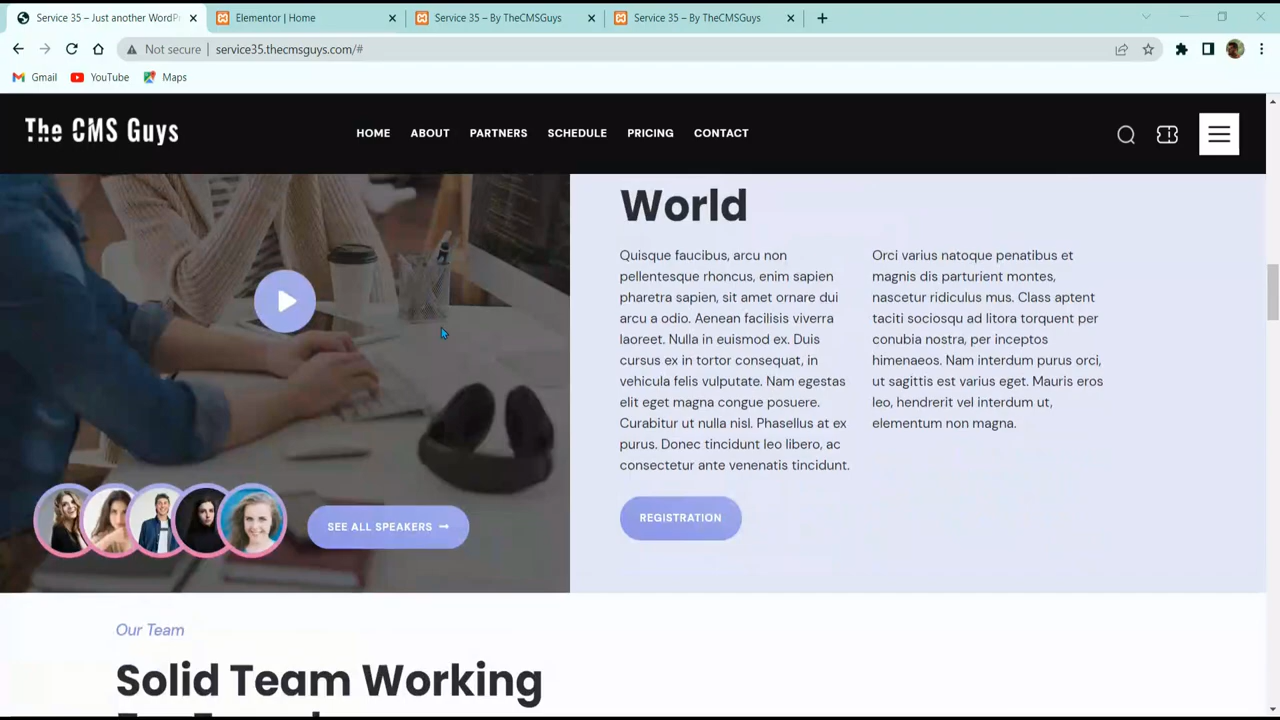 Service 35 – Just another WordPr
Elementor | Home
Service 35 – By TheCMSGuys
Service 35 – By TheCMSGuys
Not secure
service35.thecmsguys.com/#
Gmail
YouTube
Maps
The CMS Guys
HOME
ABOUT
PARTNERS
SCHEDULE
PRICING
CONTACT
World
Quisque faucibus, arcu non
pellentesque rhoncus, enim sapien
pharetra sapien, sit amet ornare dui
arcu a odio. Aenean facilisis viverra
laoreet. Nulla in euismod ex. Duis
cursus ex in tortor consequat, in
vehicula felis vulputate. Nam egestas
elit eget magna congue posuere.
Curabitur ut nulla nisl. Phasellus at ex
purus. Donec tincidunt leo libero, ac
consectetur ante venenatis tincidunt.
Orci varius natoque penatibus et
magnis dis parturient montes,
nascetur ridiculus mus. Class aptent
taciti sociosqu ad litora torquent per
conubia nostra, per inceptos
himenaeos. Nam interdum purus orci,
ut sagittis est varius eget. Mauris eros
leo, hendrerit vel interdum ut,
elementum non magna.
REGISTRATION
SEE ALL SPEAKERS
Our Team
Solid Team Working